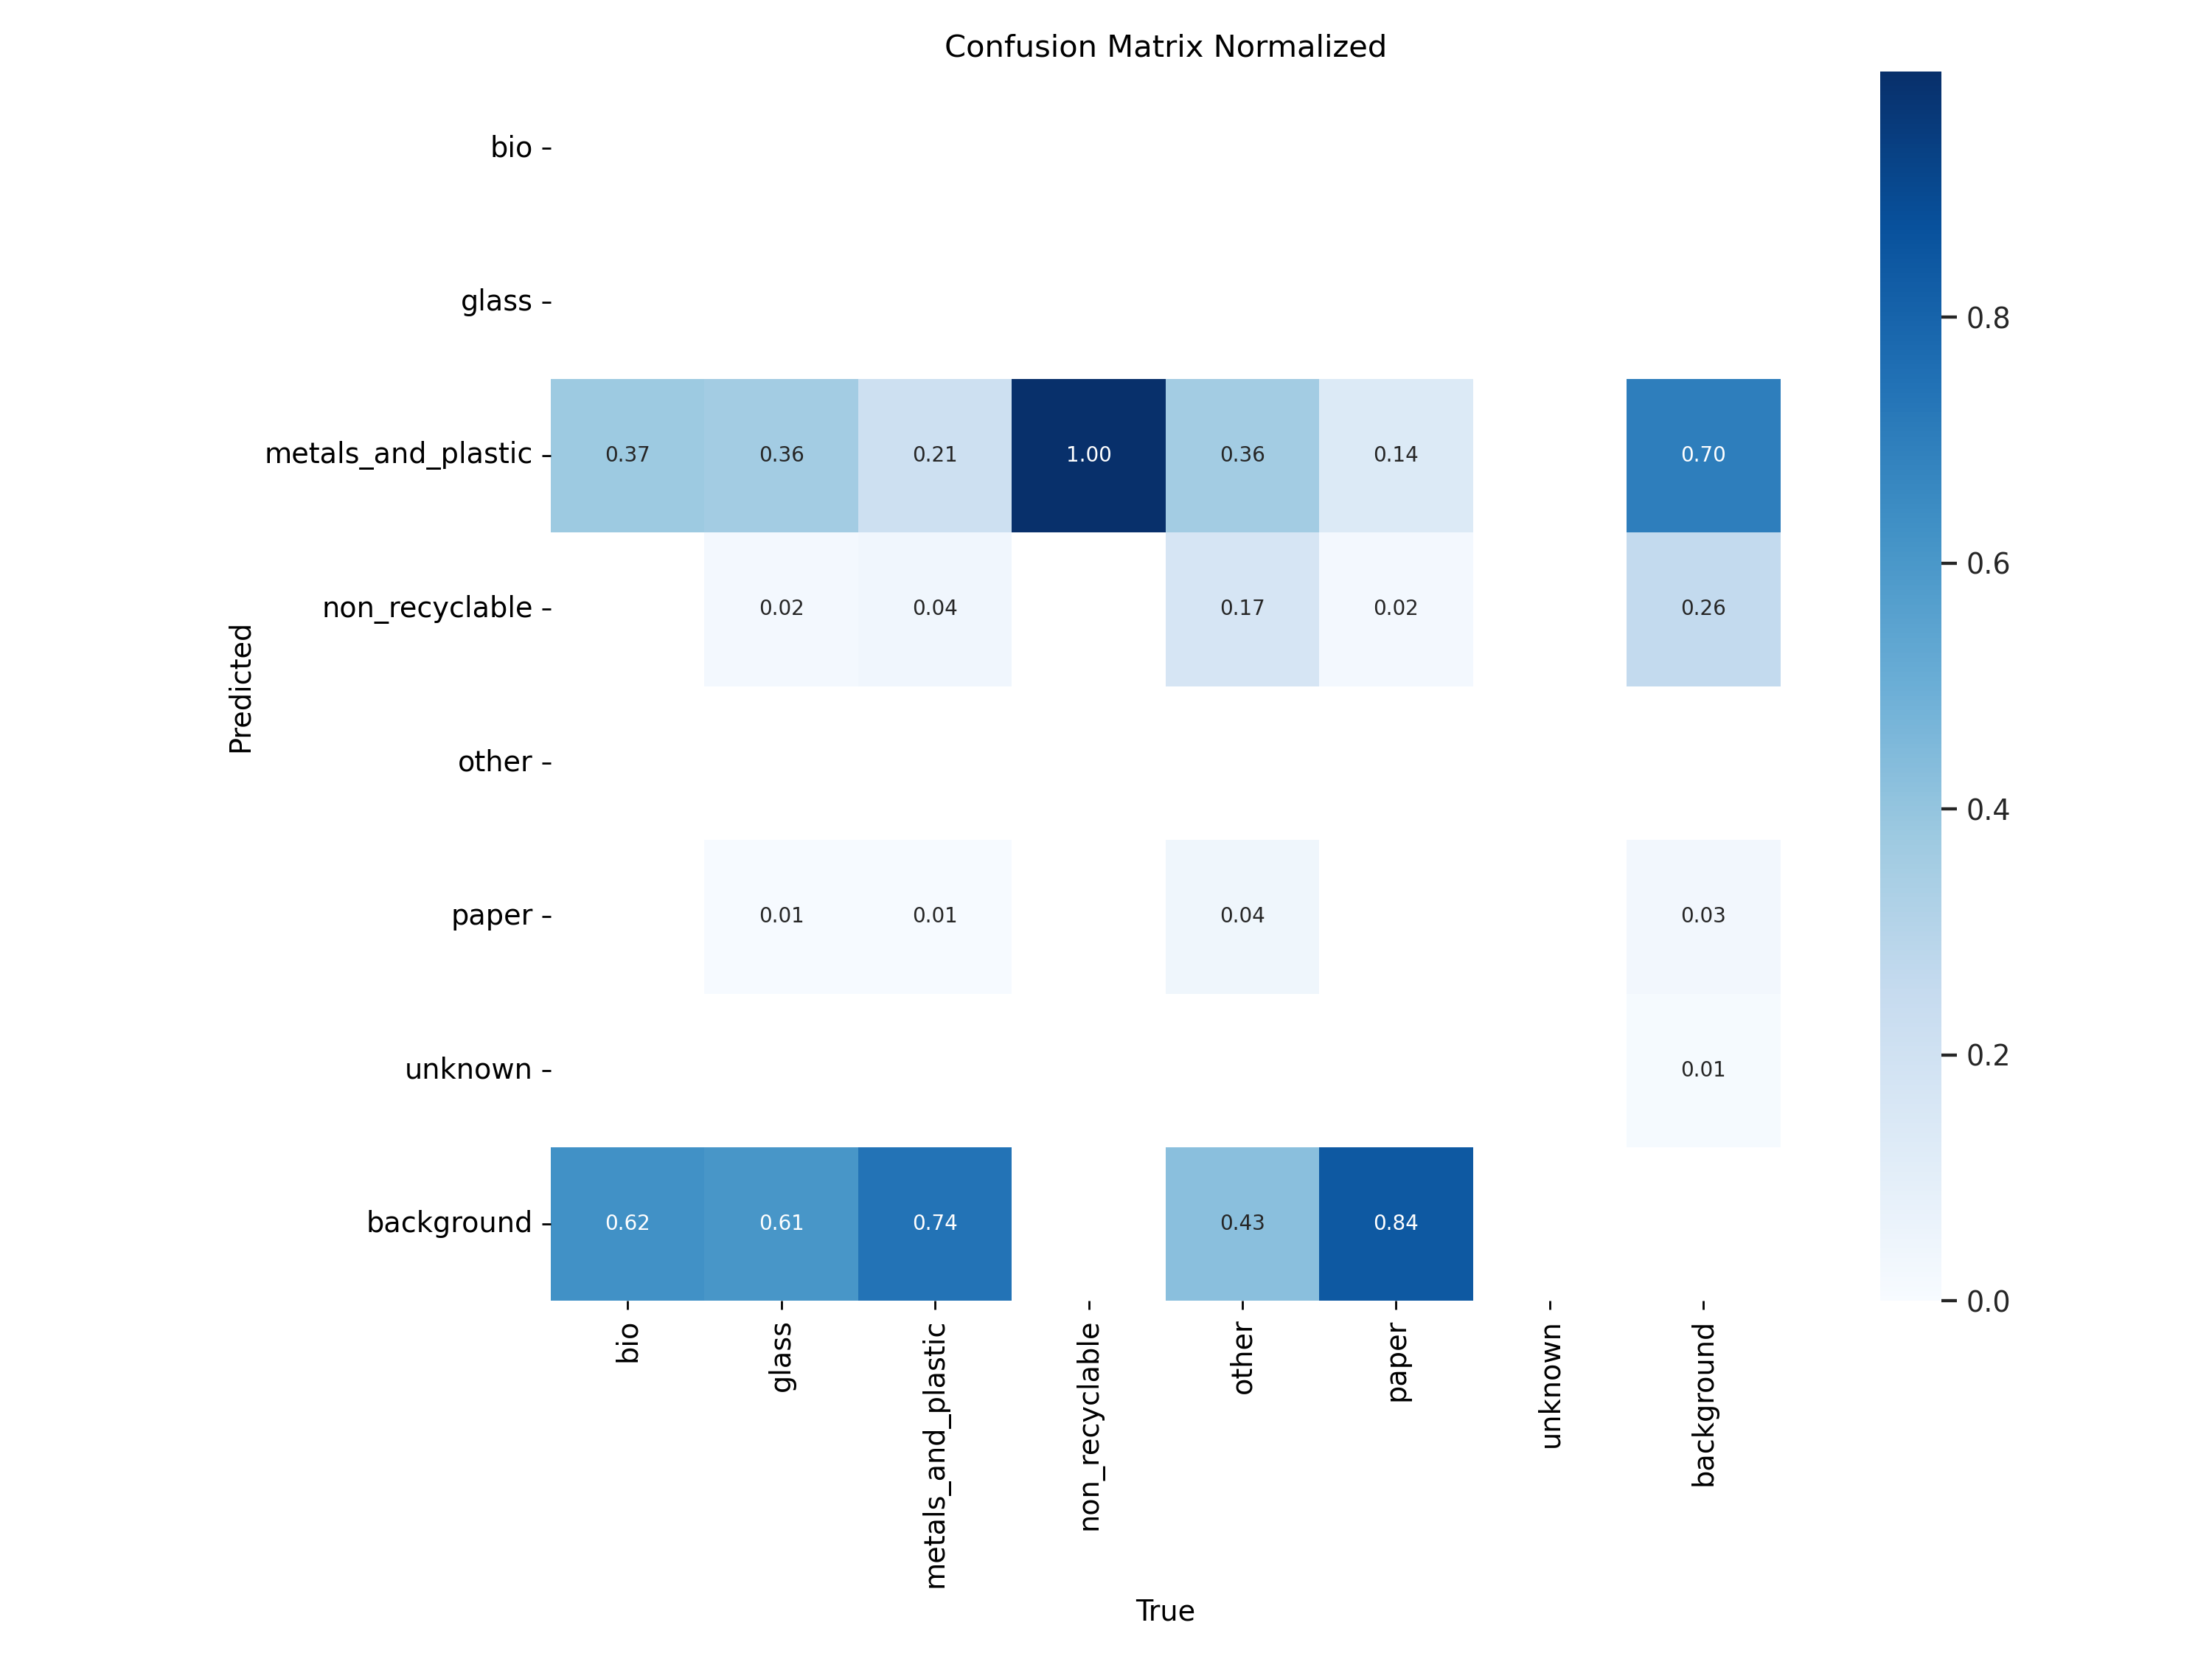 Confusion Matrix Normalized
bio
glass
metals_and_plastic
0.37 0.36 0.21 1.00 0.36 0.14 0.70
non_recyclable
0.02 0.04 0.17 0.02 0.26
other
paper
0.01 0.01 0.04 0.03
unknown
0.01
background
0.62 0.61 0.74 0.43 0.84
Predicted
bio
glass
metals_and_plastic
non_recyclable
other
paper
unknown
background
True
0.8
0.6
0.4
0.2
0.0